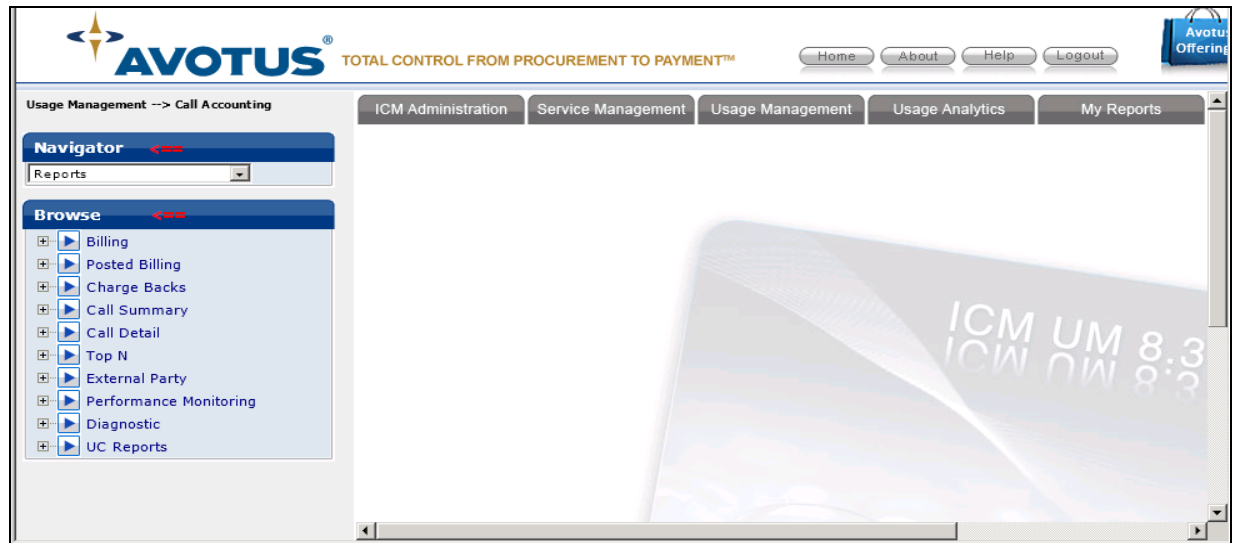 AVOTUS®
TOTAL CONTROL FROM PROCUREMENT TO PAYMENT™
Home About Help Logout
Avotus
Offering
Usage Management --> Call Accounting
ICM Administration Service Management Usage Management Usage Analytics My Reports
Navigator <==
Reports
Browse <==
Billing
Posted Billing
Charge Backs
Call Summary
Call Detail
Top N
External Party
Performance Monitoring
Diagnostic
UC Reports
ICM UM 8.3